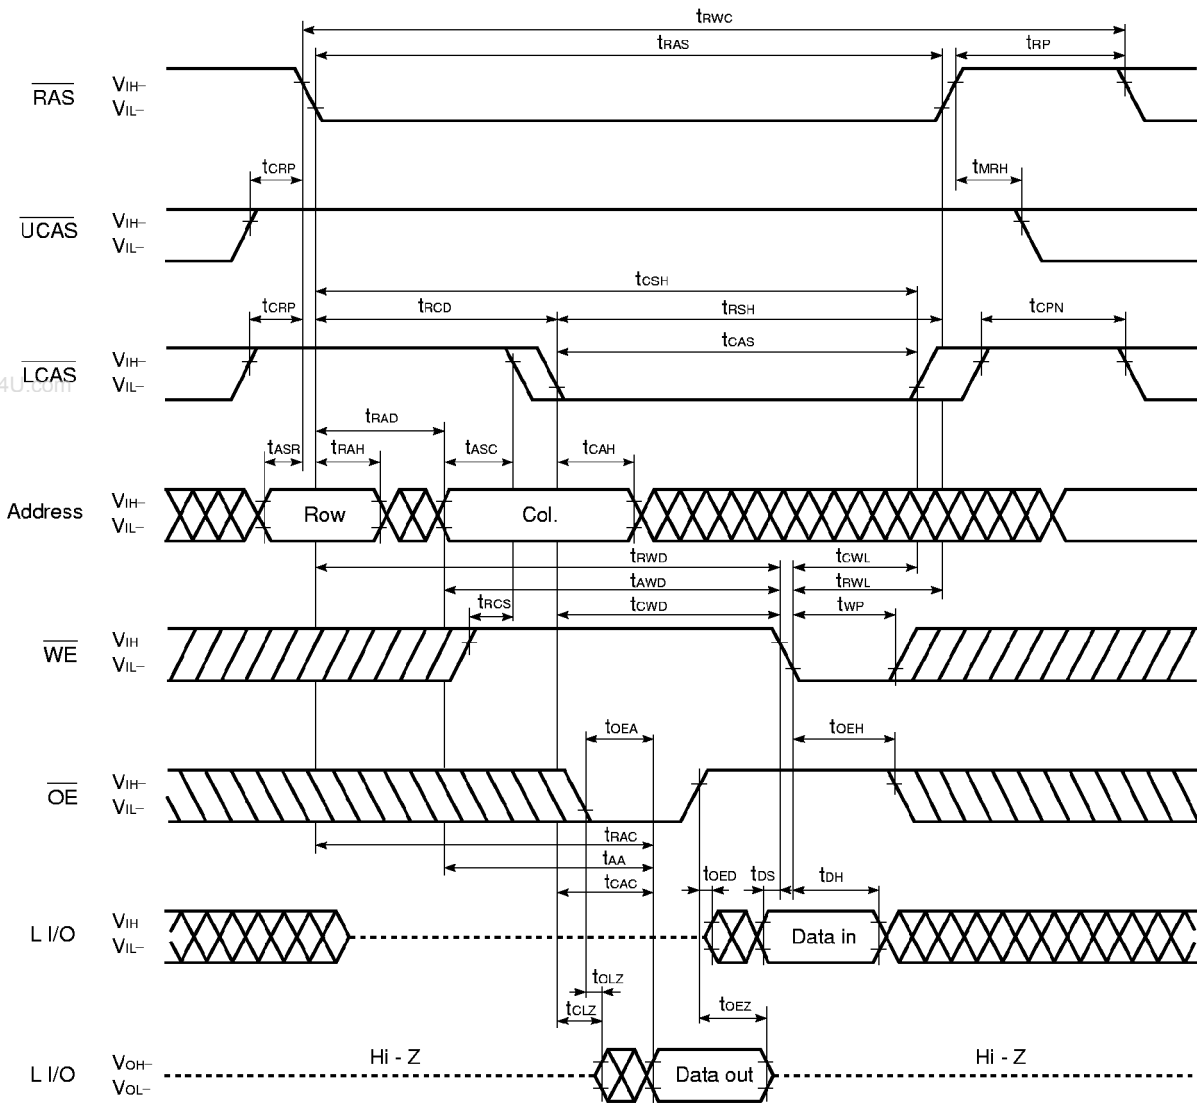 tRWC
tRAS tRP
RAS VIH–
VIL–
tCRP tMRH
UCAS VIH–
VIL–
tCSH
tCRP tRCD tRSH tCPN
tCAS
LCAS VIH–
VIL–
4U.com
tRAD
tASR tRAH tASC tCAH
Address VIH–
VIL–
Row Col.
tRWD tCWL
tAWD tRWL
tRCS tCWD tWP
WE VIH
VIL–
tOEA tOEH
OE VIH–
VIL–
tRAC
tAA
tCAC tOED tDS tDH
L I/O VIH
VIL–
Data in
tOLZ
tCLZ tOEZ
Hi - Z Hi - Z
L I/O VOH–
VOL–
Data out